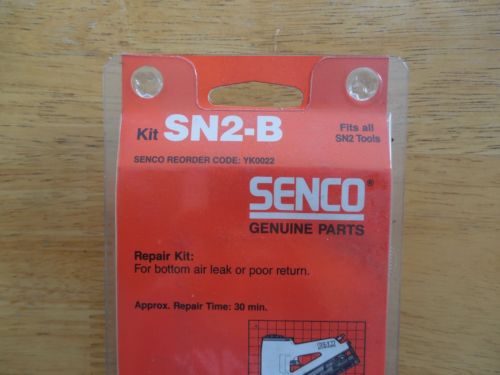 Kit SN2-B
Fits all
SN2 Tools
SENCO REORDER CODE: YK0022
SENCO®
GENUINE PARTS
Repair Kit:
For bottom air leak or poor return.
Approx. Repair Time: 30 min.
SENCO